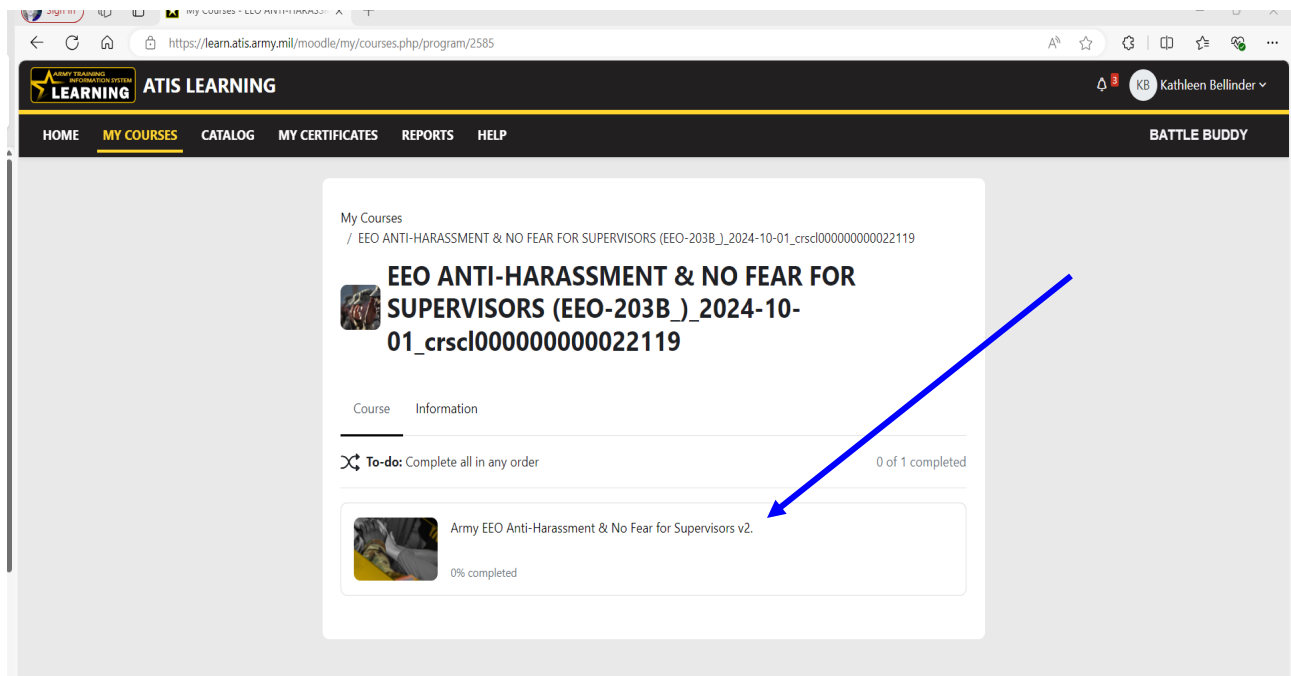 Sign in
My Courses - EEO ANTI-HARASS
https://learn.atis.army.mil/moodle/my/courses.php/program/2585
ARMY TRAINING
INFORMATION SYSTEM
LEARNING
ATIS LEARNING
3
KB
Kathleen Bellinder
HOME
MY COURSES
CATALOG
MY CERTIFICATES
REPORTS
HELP
BATTLE BUDDY
My Courses
/ EEO ANTI-HARASSMENT & NO FEAR FOR SUPERVISORS (EEO-203B_)_2024-10-01_crscl000000000022119
EEO ANTI-HARASSMENT & NO FEAR FOR
SUPERVISORS (EEO-203B_)_2024-10-
01_crscl000000000022119
Course
Information
To-do: Complete all in any order
0 of 1 completed
Army EEO Anti-Harassment & No Fear for Supervisors v2.
0% completed